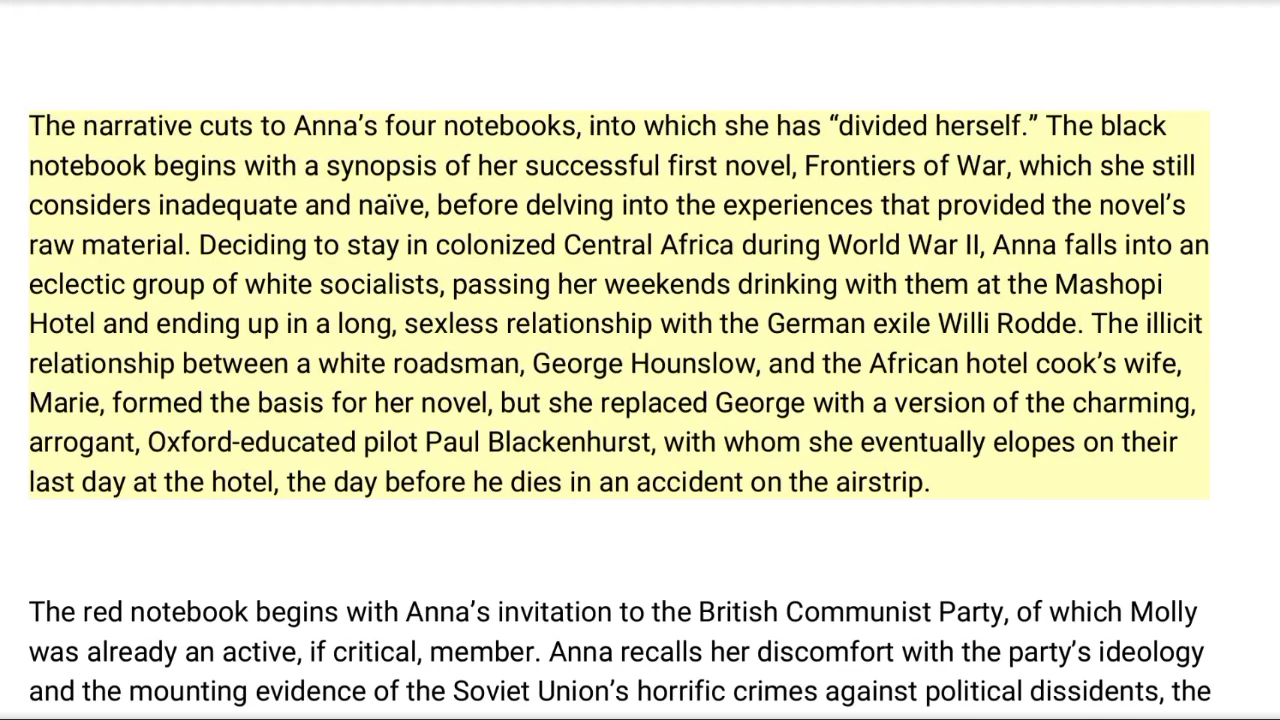 The narrative cuts to Anna’s four notebooks, into which she has “divided herself.” The black
notebook begins with a synopsis of her successful first novel, Frontiers of War, which she still
considers inadequate and naïve, before delving into the experiences that provided the novel’s
raw material. Deciding to stay in colonized Central Africa during World War II, Anna falls into an
eclectic group of white socialists, passing her weekends drinking with them at the Mashopi
Hotel and ending up in a long, sexless relationship with the German exile Willi Rodde. The illicit
relationship between a white roadsman, George Hounslow, and the African hotel cook’s wife,
Marie, formed the basis for her novel, but she replaced George with a version of the charming,
arrogant, Oxford-educated pilot Paul Blackenhurst, with whom she eventually elopes on their
last day at the hotel, the day before he dies in an accident on the airstrip.
The red notebook begins with Anna’s invitation to the British Communist Party, of which Molly
was already an active, if critical, member. Anna recalls her discomfort with the party’s ideology
and the mounting evidence of the Soviet Union’s horrific crimes against political dissidents, the